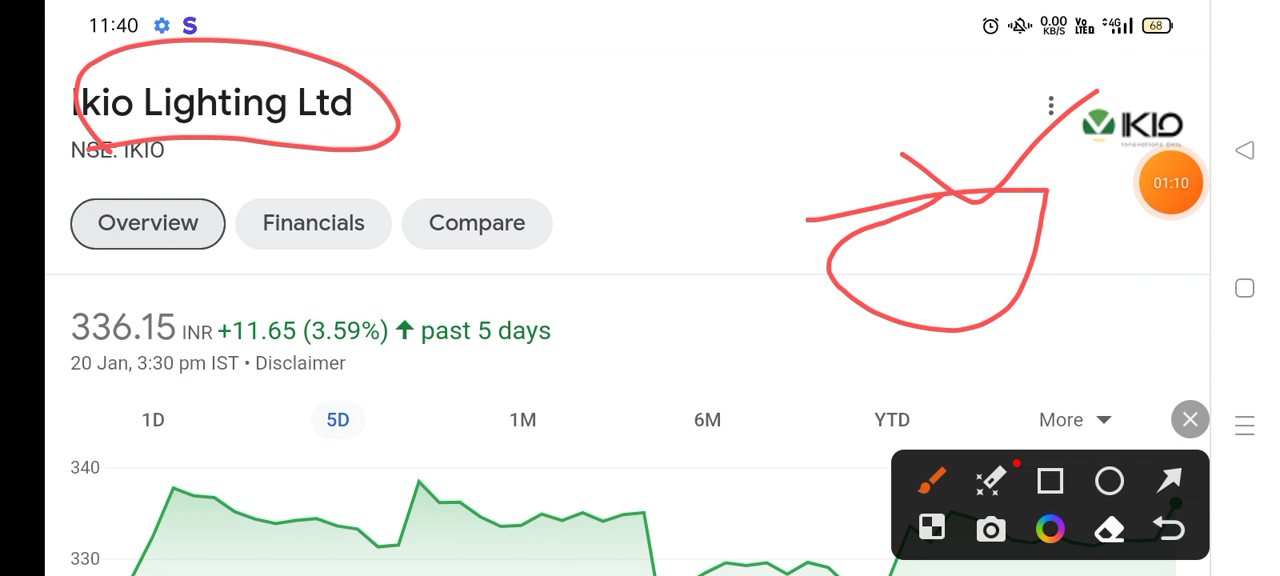 11:40 S 0.00 KB/S Vo LTED 4G 68
Ikio Lighting Ltd
NSE: IKIO
IKIO
01:10
Overview Financials Compare
336.15 INR +11.65 (3.59%) ↑ past 5 days
20 Jan, 3:30 pm IST • Disclaimer
1D 5D 1M 6M YTD More
340
330